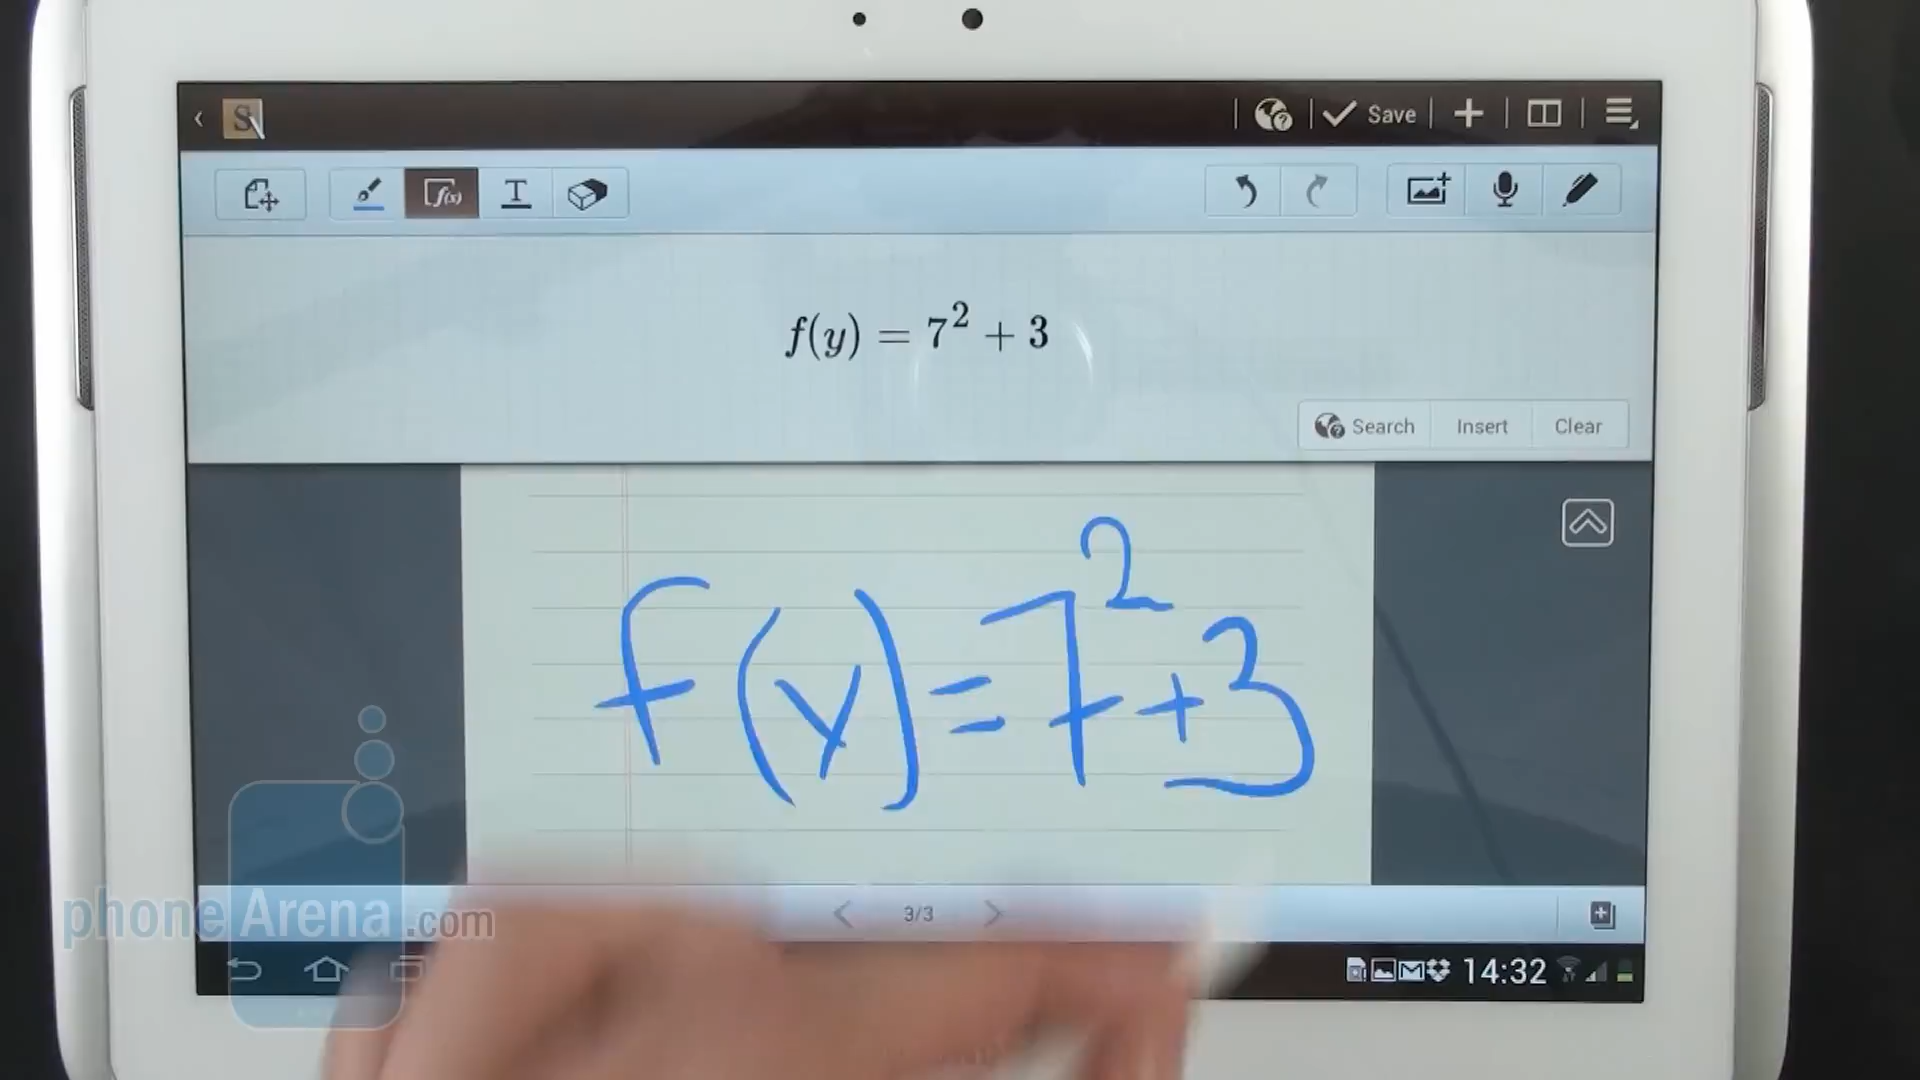 S
Save
f(x) T
f(y) = 7² + 3
Search Insert Clear
f(y)=7²+3
phoneArena.com
3/3
14:32